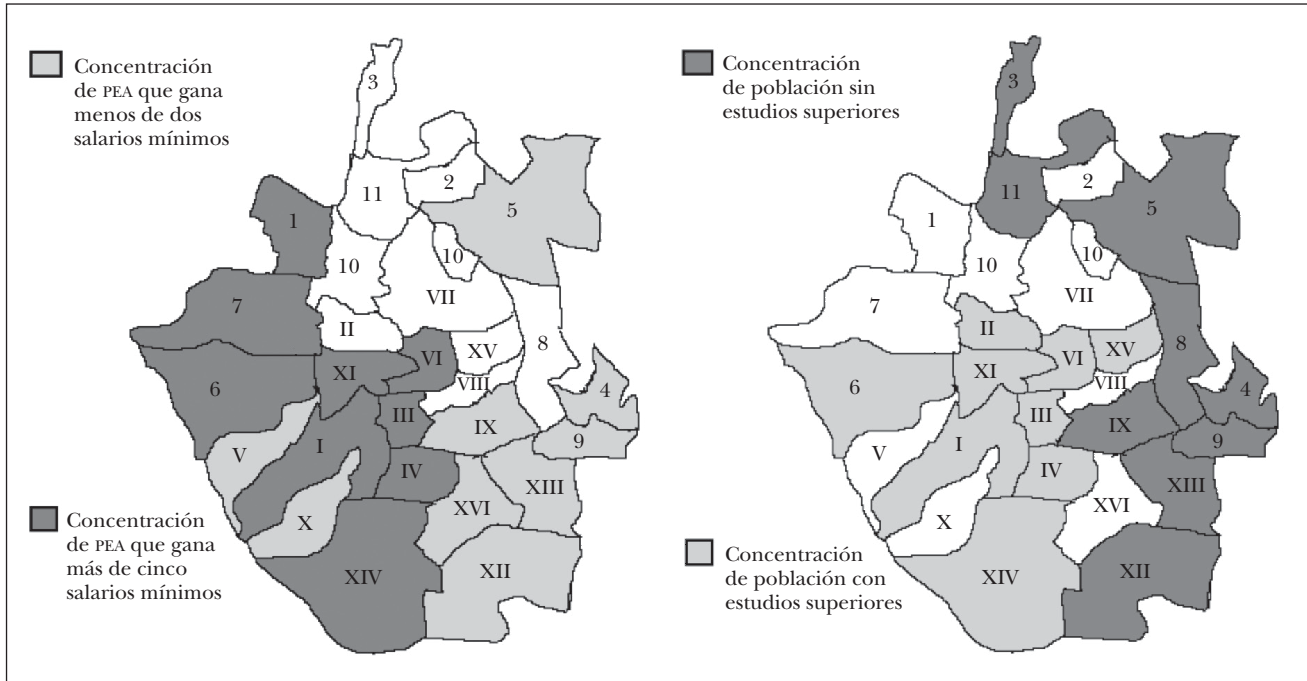 Concentración
de PEA que gana
menos de dos
salarios mínimos
3
11
2
5
1
10
10
7
VII
II
VI
XV
8
6
XI
VIII
4
III
IX
V
I
9
IV
XIII
X
XVI
XIV
XII
Concentración
de PEA que gana
más de cinco
salarios mínimos
Concentración
de población sin
estudios superiores
3
11
2
5
1
10
10
7
VII
II
VI
XV
8
6
XI
VIII
4
III
IX
V
I
9
IV
XIII
X
XVI
XIV
XII
Concentración
de población con
estudios superiores